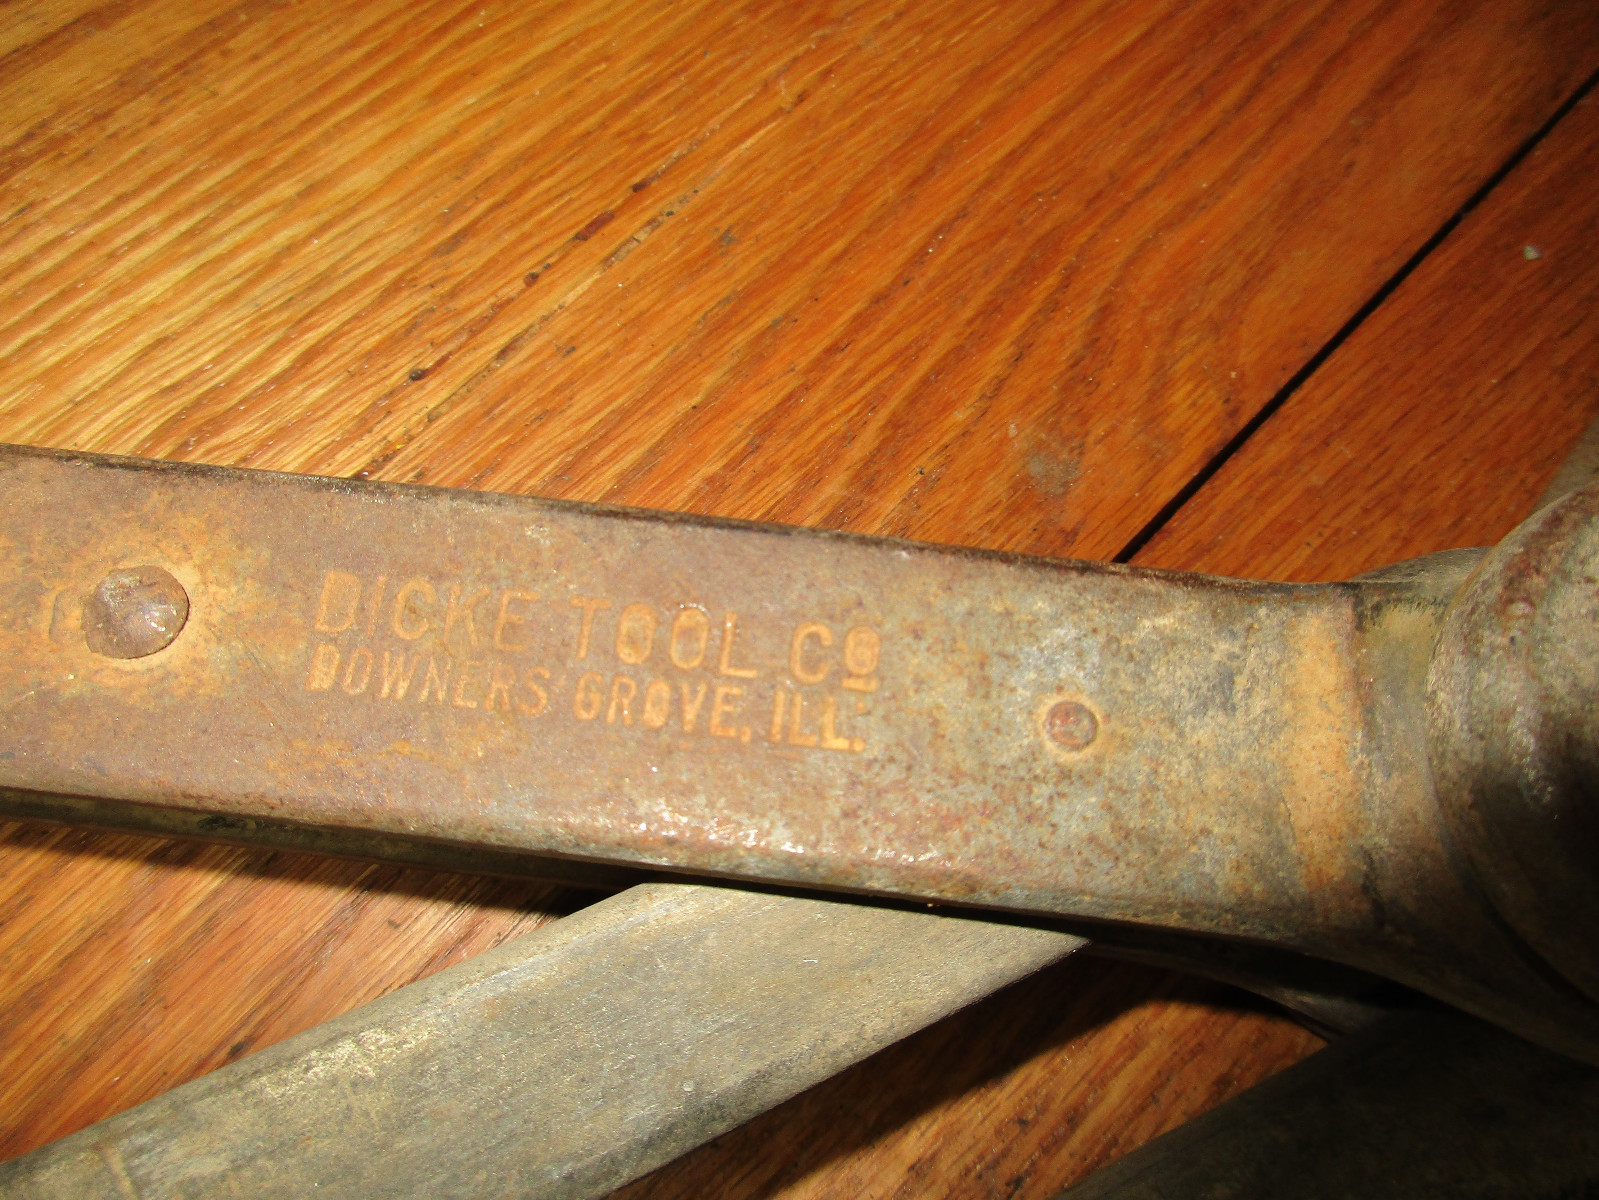 DICKE TOOL Cº
DOWNERS GROVE, ILL.